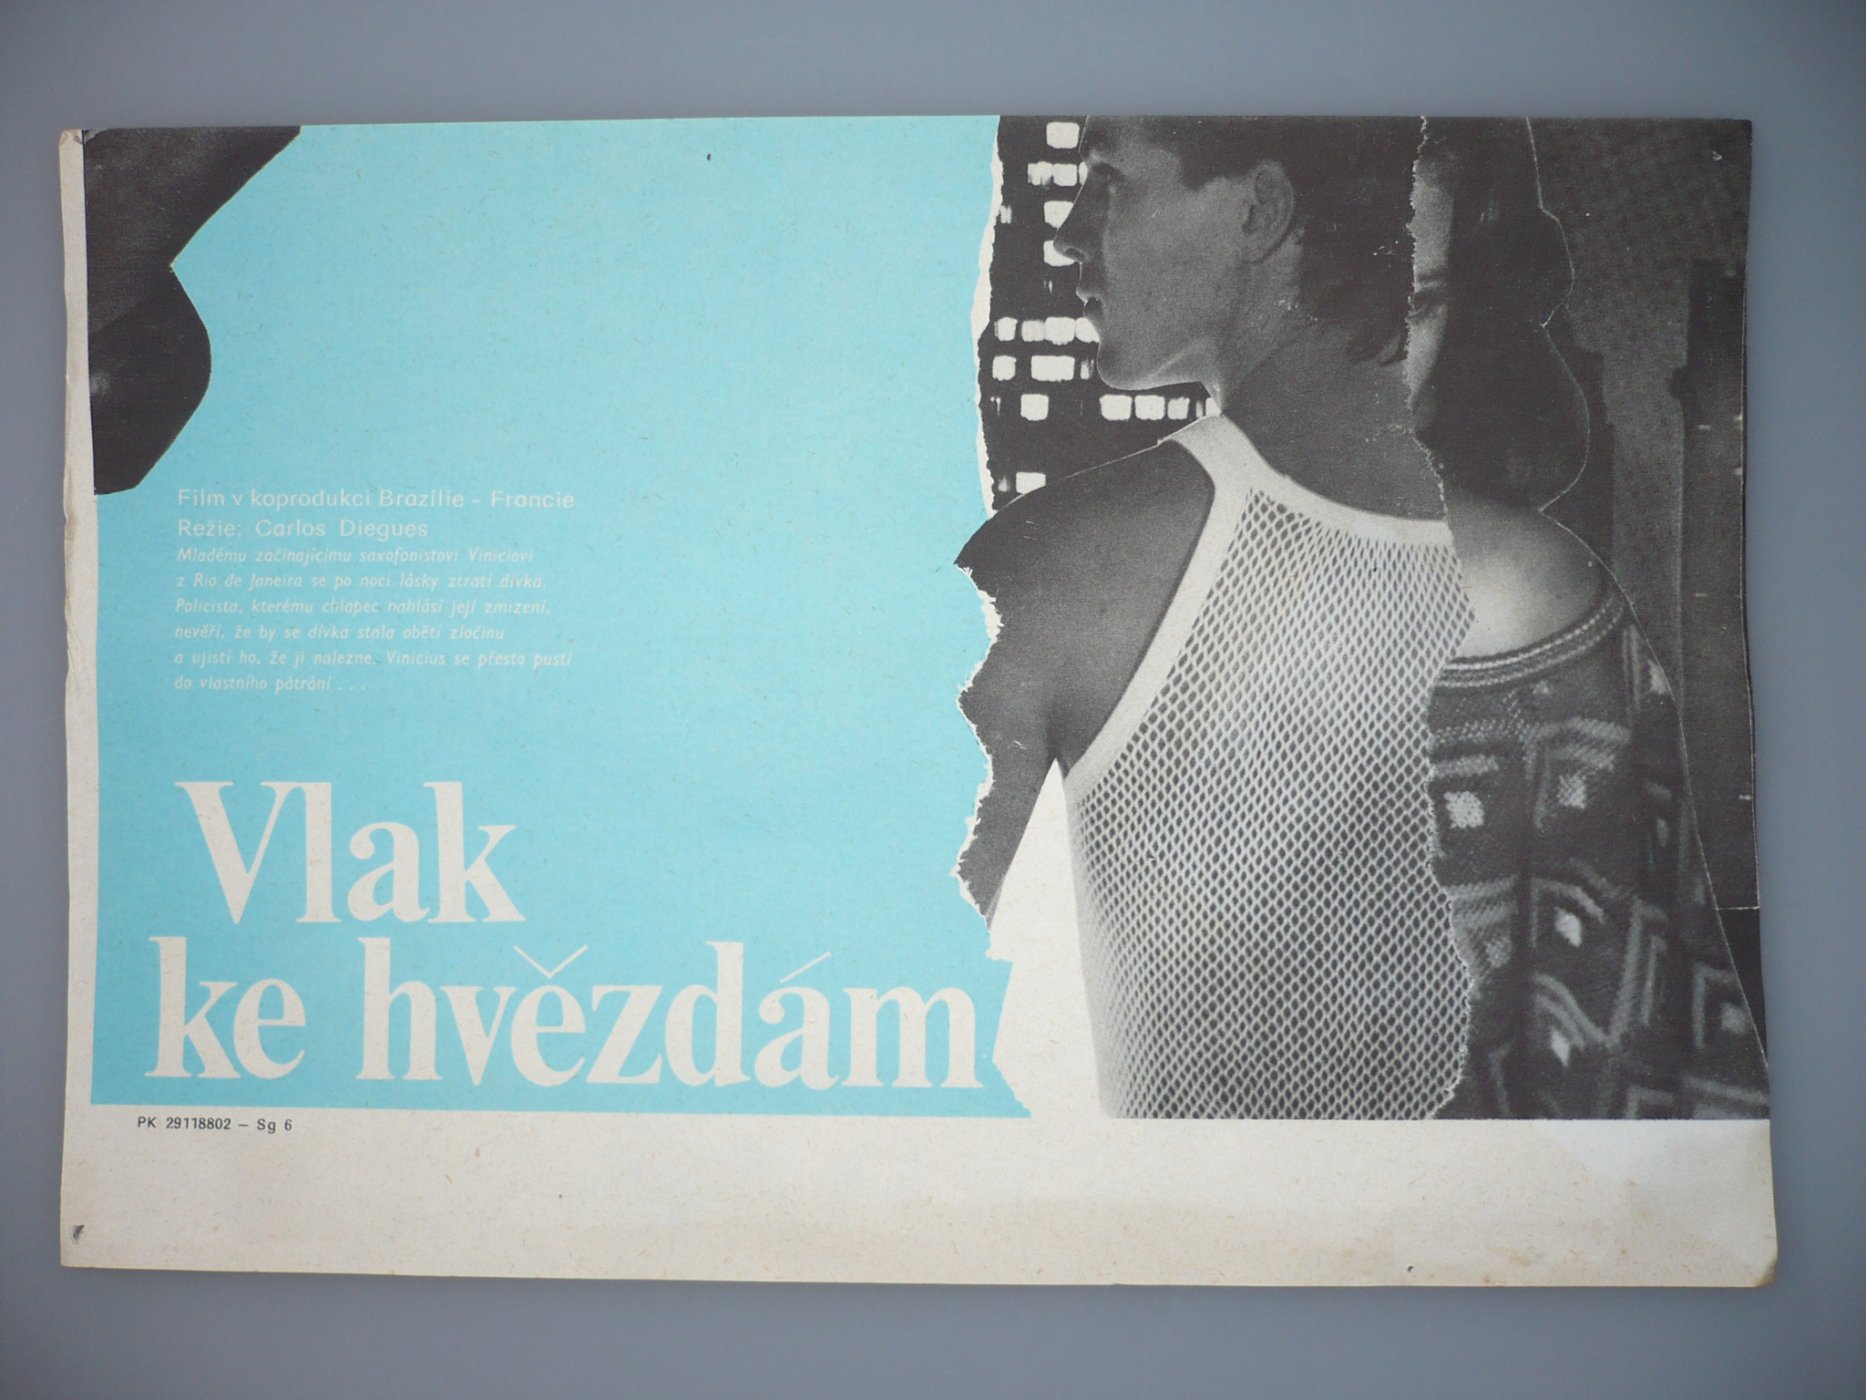 Film v koprodukci Brazílie - Francie
Režie: Carlos Diegues
Mladému začínajícímu saxofonistovi Viniciovi
z Rio de Janeira se po noci lásky ztratí dívka.
Policista, kterému chlapec nahlásí její zmizení,
nevěří, že by se dívka stala obětí zločinu
a ujistí ho, že ji nalezne. Vinicius se přesto pustí
do vlastního pátrání . . .
Vlak
ke hvězdám
PK 29118802 — Sg 6